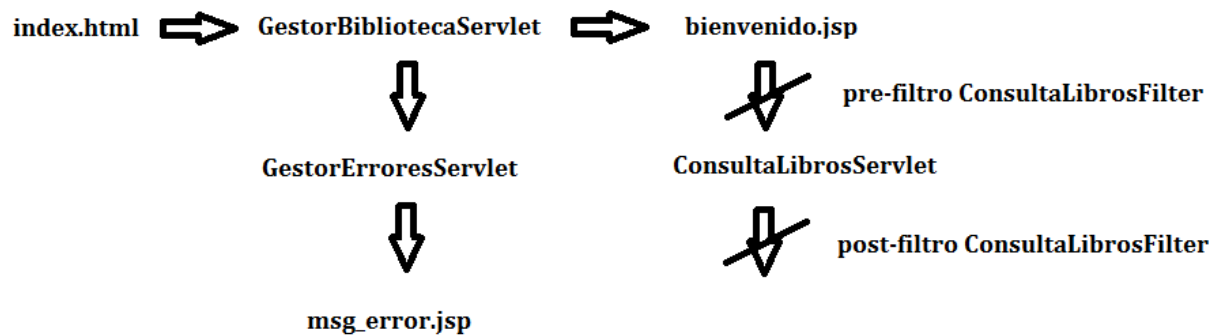 index.html
GestorBibliotecaServlet
bienvenido.jsp
pre-filtro ConsultaLibrosFilter
GestorErroresServlet
ConsultaLibrosServlet
post-filtro ConsultaLibrosFilter
msg_error.jsp